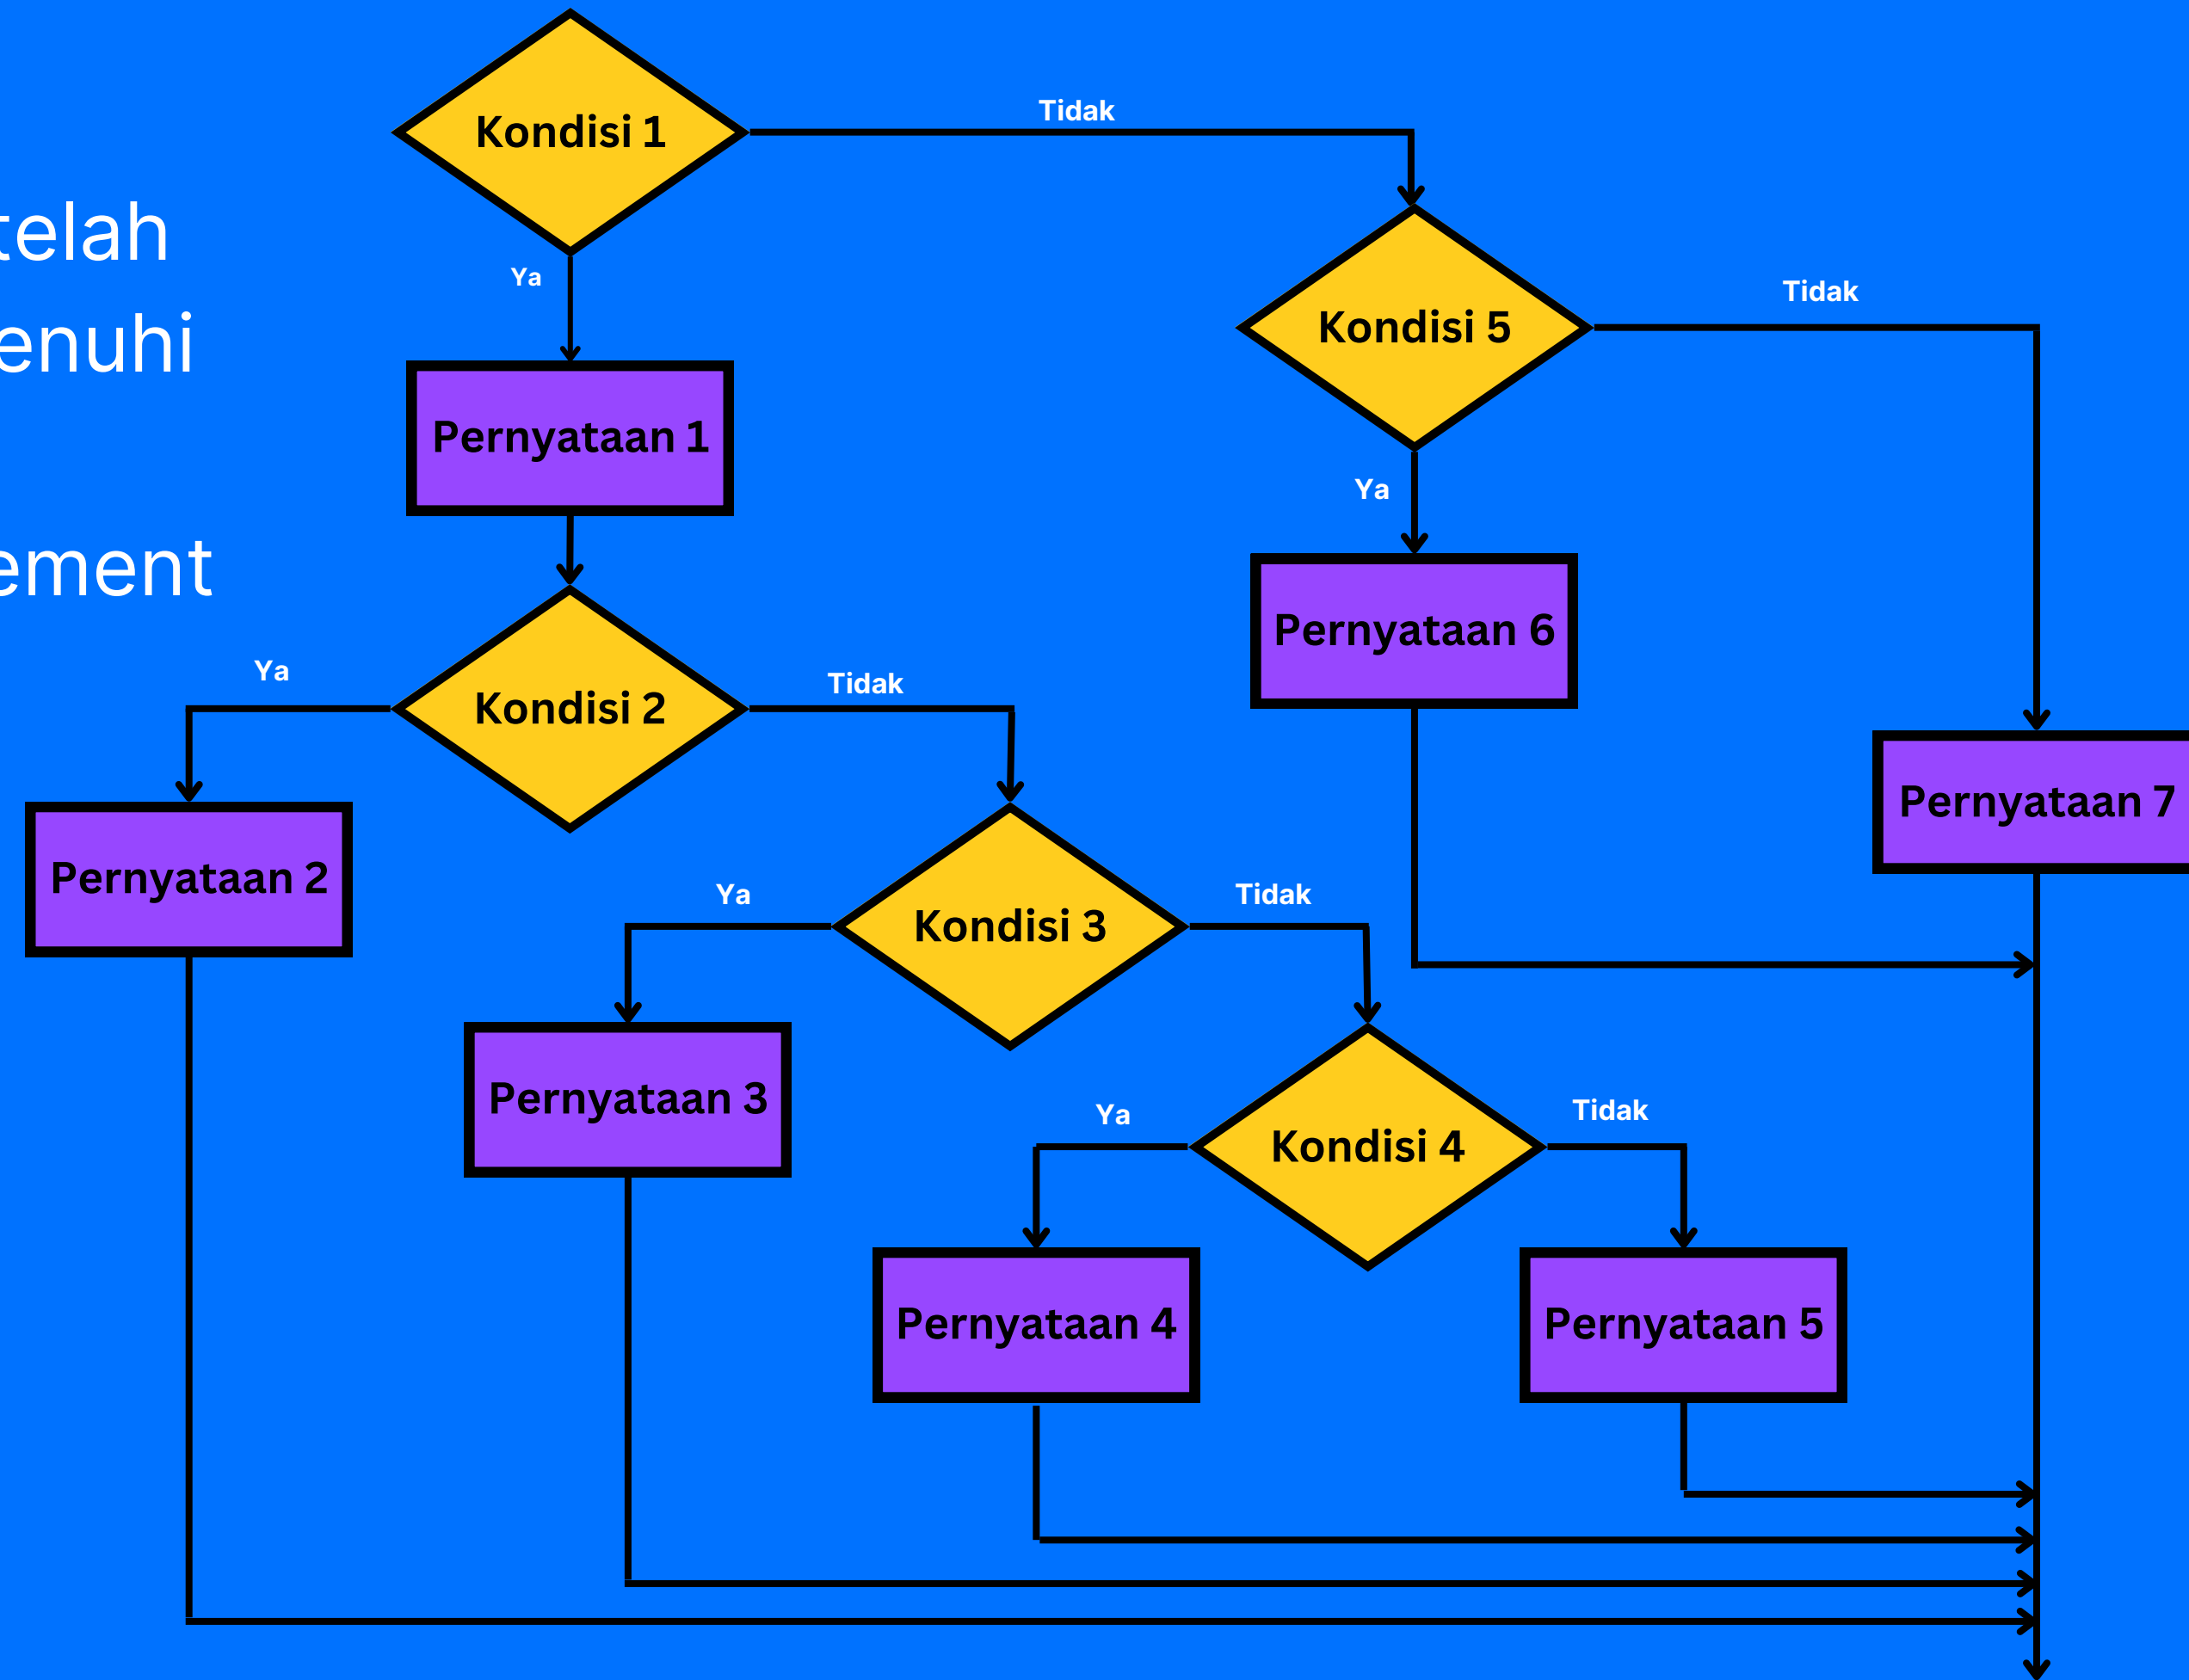 Kondisi 1
Tidak
Ya
Kondisi 5
Tidak
Pernyataan 1
Ya
Pernyataan 6
Kondisi 2
Ya
Tidak
Pernyataan 2
Pernyataan 7
Kondisi 3
Ya
Tidak
Pernyataan 3
Kondisi 4
Ya
Tidak
Pernyataan 4
Pernyataan 5
telah
enuhi
ement